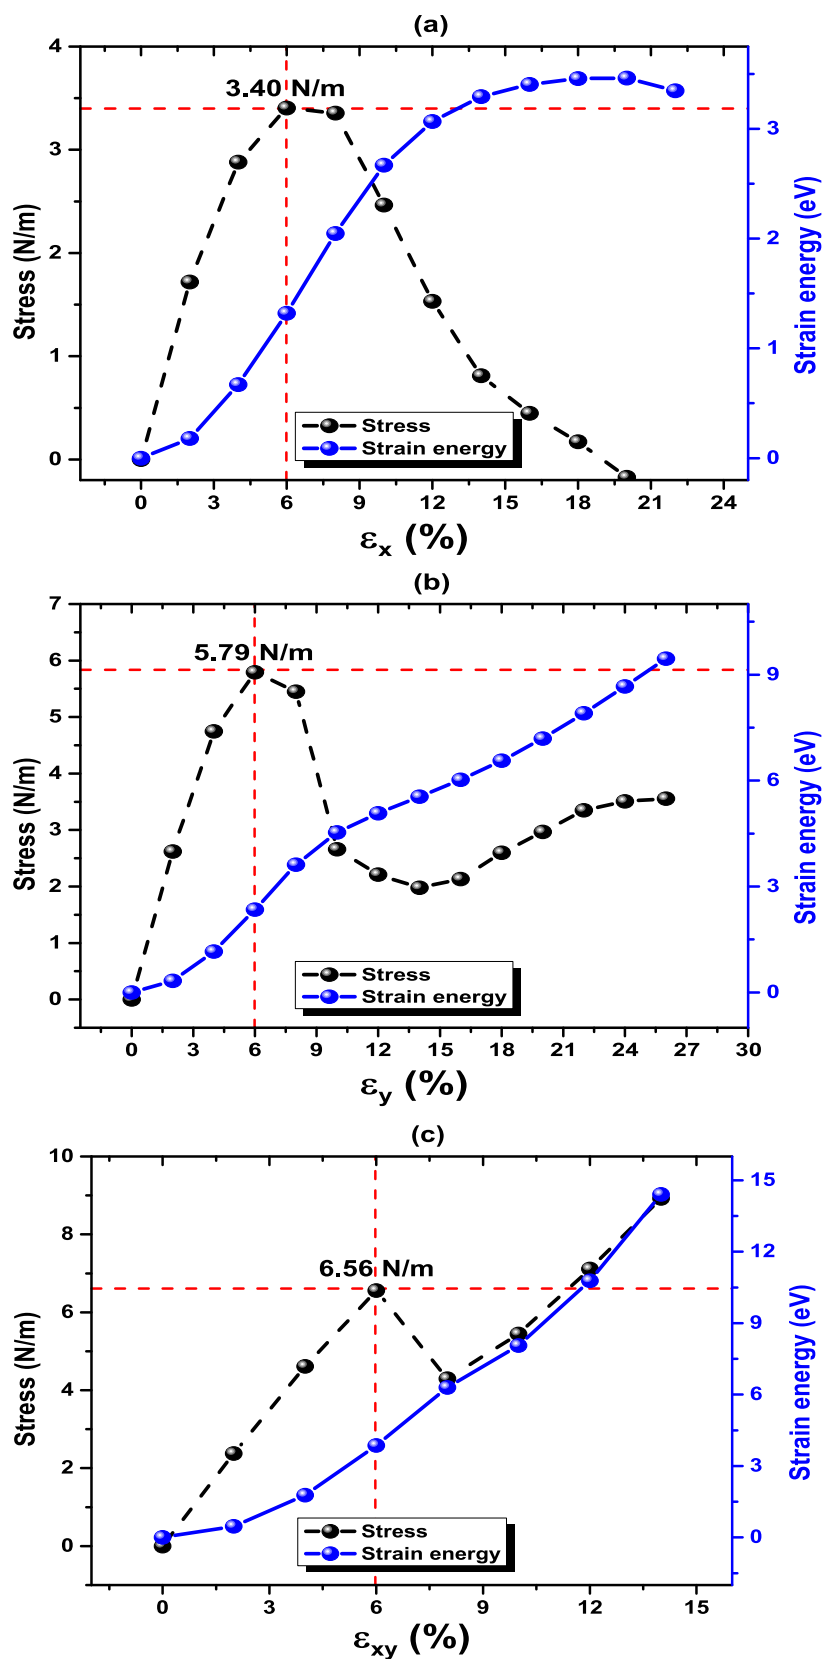 (a)
4
3
2
1
0
Stress (N/m)
3.40 N/m
3
2
1
0
Strain energy (eV)
Stress
Strain energy
0 3 6 9 12 15 18 21 24
εx (%)
(b)
7
6
5
4
3
2
1
0
Stress (N/m)
5.79 N/m
9
6
3
0
Strain energy (eV)
Stress
Strain energy
0 3 6 9 12 15 18 21 24 27 30
εy (%)
(c)
10
8
6
4
2
0
Stress (N/m)
6.56 N/m
15
12
9
6
3
0
Strain energy (eV)
Stress
Strain energy
0 3 6 9 12 15
εxy (%)